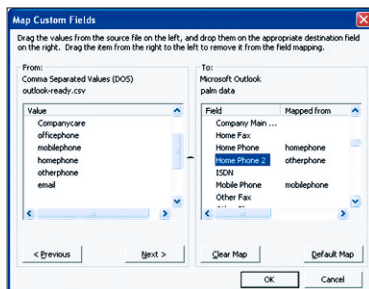 Map Custom Fields
Drag the values from the source file on the left, and drop them on the appropriate destination field
on the right. Drag the item from the right to the left to remove it from the field mapping.
From:
Comma Separated Values (DOS)
outlook-ready.csv
Value
Companycare
officephone
mobilephone
homephone
otherphone
email
< Previous
Next >
To:
Microsoft Outlook
palm data
Field Mapped from
Company Main ...
Home Fax
Home Phone homephone
Home Phone 2 otherphone
ISDN
Mobile Phone mobilephone
Other Fax
Clear Map
Default Map
OK
Cancel